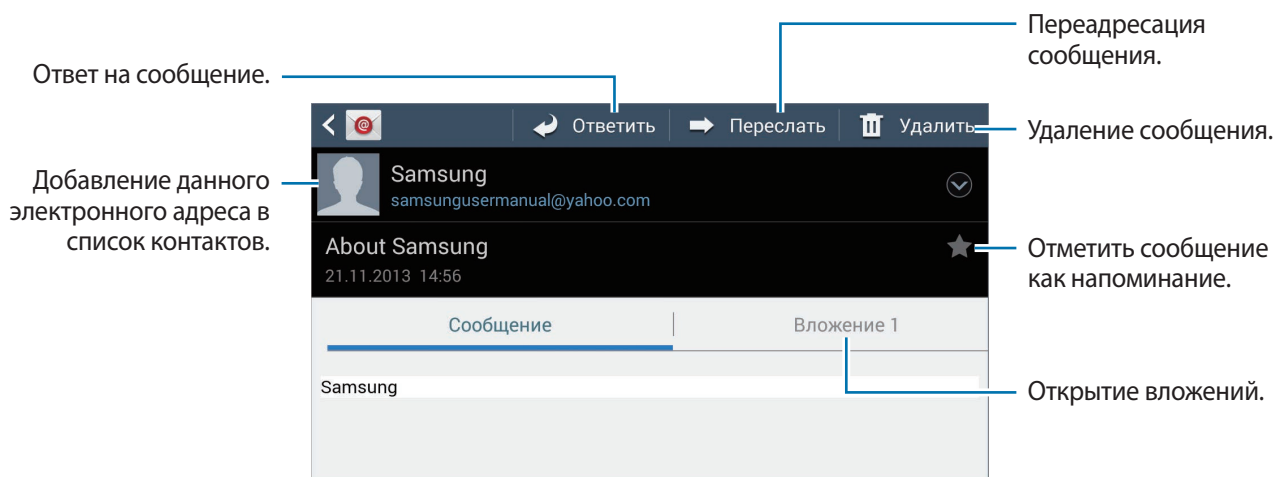 Переадресация
сообщения.
Ответ на сообщение.
Ответить
Переслать
Удалить
Удаление сообщения.
Добавление данного
электронного адреса в
список контактов.
Samsung
samsungusermanual@yahoo.com
About Samsung
21.11.2013 14:56
Отметить сообщение
как напоминание.
Сообщение
Вложение 1
Samsung
Открытие вложений.